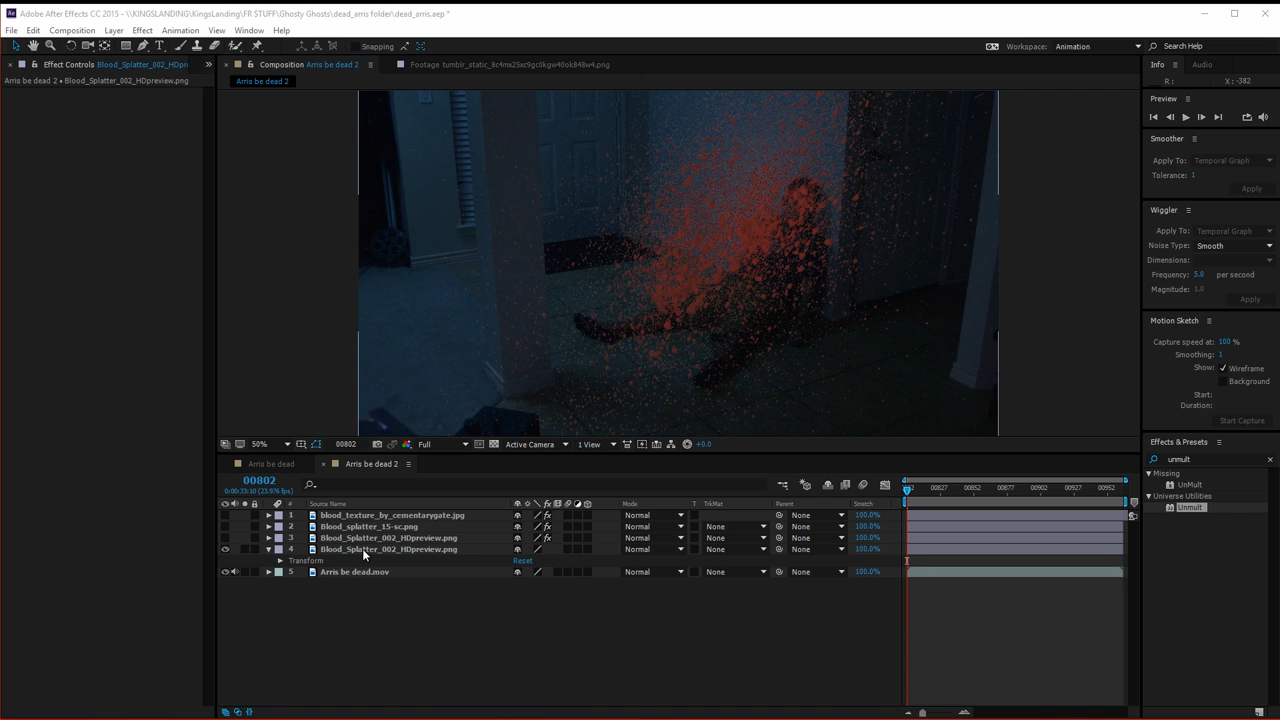 Adobe After Effects CC 2015 - \\KINGSLANDING\KingsLanding\FR STUFF\Ghosty Ghosts\dead_arris folder\dead_arris.aep *
File Edit Composition Layer Effect Animation View Window Help
Snapping
Workspace: Animation
Search Help
Effect Controls Blood_Splatter_002_HDpr
Composition Arris be dead 2
Footage tumblr_static_8c4mx25xc9gc0kgw40ok848w4.png
Info Audio
Arris be dead 2 • Blood_Splatter_002_HDpreview.png
Arris be dead 2
R : X : -382
Preview
Smoother
Apply To: Temporal Graph
Tolerance: 1
Apply
Wiggler
Apply To: Temporal Graph
Noise Type: Smooth
Dimensions:
Frequency: 5.0 per second
Magnitude: 1.0
Apply
Motion Sketch
Capture speed at: 100 %
Smoothing: 1
Show: Wireframe
Background
Start:
Duration:
Start Capture
50% 00802 Full Active Camera 1 View +0.0
Effects & Presets
unmult
Missing
UnMult
Universe Utilities
Unmult
Arris be dead
Arris be dead 2
00802
0:00:33:10 (23.976 fps)
00827 00852 00877 00902 00927 00952
# Source Name Mode T TrkMat Parent Stretch
1 blood_texture_by_cementarygate.jpg Normal None 100.0%
2 Blood_splatter_15-sc.png Normal None None 100.0%
3 Blood_Splatter_002_HDpreview.png Normal None None 100.0%
4 Blood_Splatter_002_HDpreview.png Normal None None 100.0%
Transform Reset
5 Arris be dead.mov Normal None None 100.0%